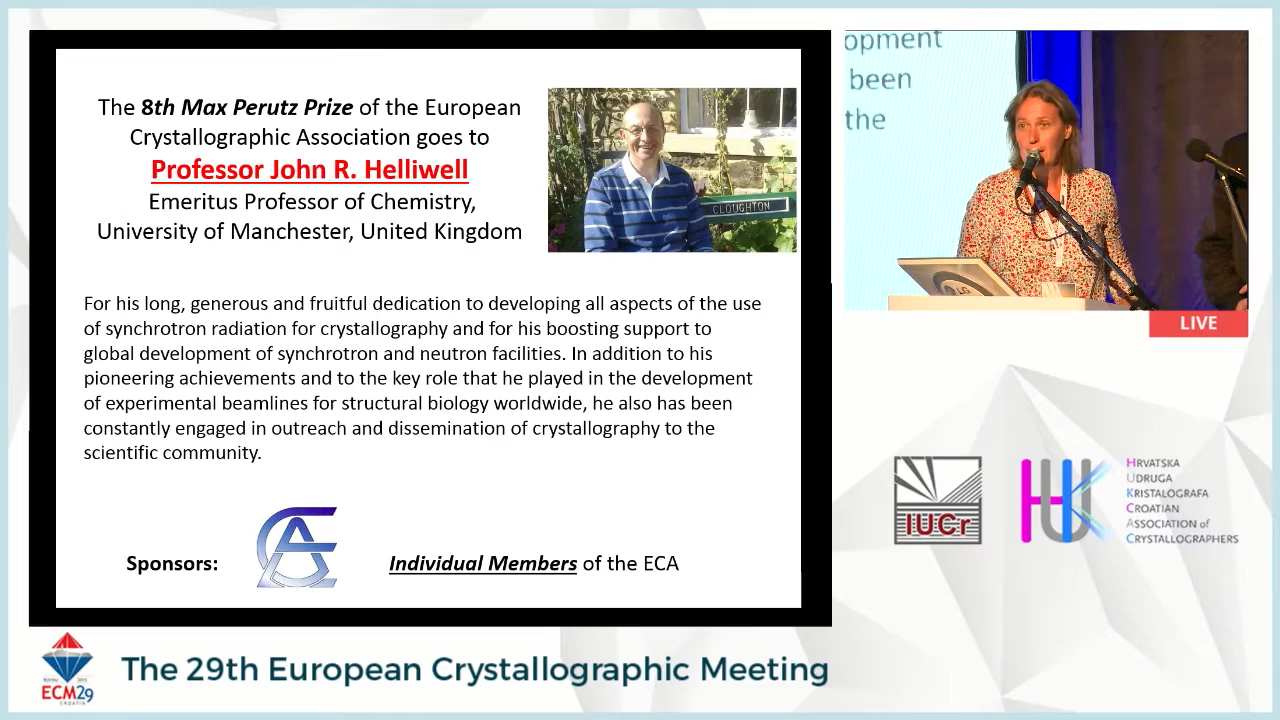 The 8th Max Perutz Prize of the European
Crystallographic Association goes to
Professor John R. Helliwell
Emeritus Professor of Chemistry,
University of Manchester, United Kingdom
CLOUGHTON
For his long, generous and fruitful dedication to developing all aspects of the use
of synchrotron radiation for crystallography and for his boosting support to
global development of synchrotron and neutron facilities. In addition to his
pioneering achievements and to the key role that he played in the development
of experimental beamlines for structural biology worldwide, he also has been
constantly engaged in outreach and dissemination of crystallography to the
scientific community.
Sponsors:
ECA
Individual Members of the ECA
opment
been
the
LG
LIVE
IUCr
HUK
HRVATSKA
UDRUGA
KRISTALOGRAFA
CROATIAN
ASSOCIATION of
CRYSTALLOGRAPHERS
ECM29
CROATIA
The 29th European Crystallographic Meeting